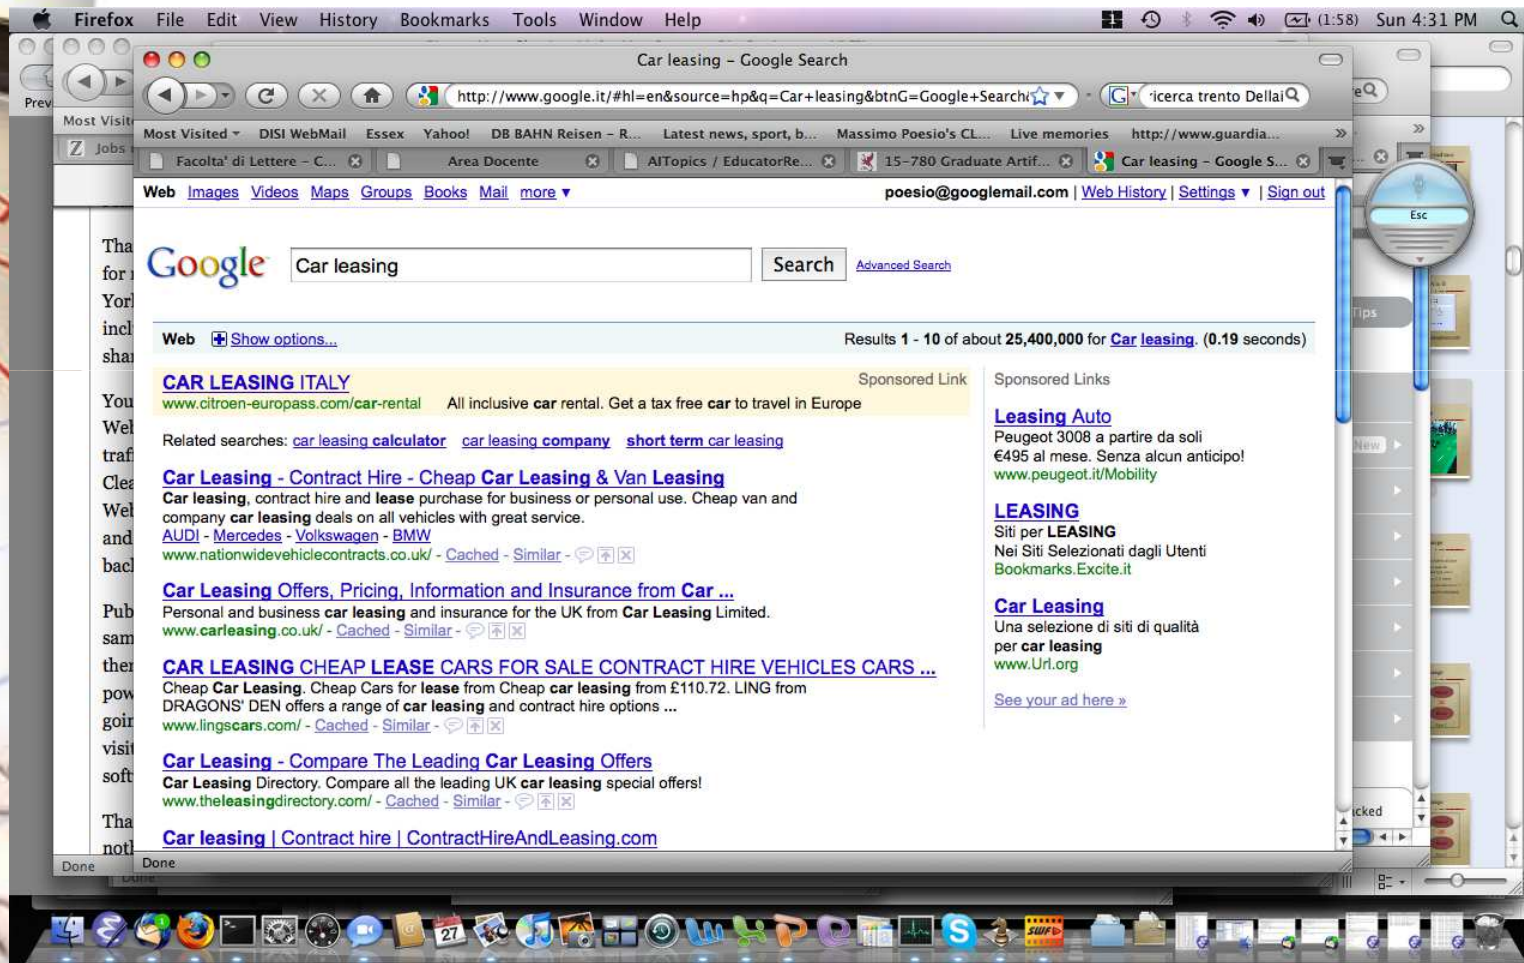 Firefox File Edit View History Bookmarks Tools Window Help (1:58) Sun 4:31 PM
Car leasing – Google Search
http://www.google.it/#hl=en&source=hp&q=Car+leasing&btnG=Google+Search
ricerca trento Dellai
Prev
Most Visited ▾ DISI WebMail Essex Yahoo! DB BAHN Reisen – R... Latest news, sport, b... Massimo Poesio's CL... Live memories http://www.guardia... »
Z Jobs
Facolta' di Lettere – C... Area Docente AITopics / EducatorRe... 15–780 Graduate Artif... Car leasing – Google S...
Web Images Videos Maps Groups Books Mail more ▼ poesio@googlemail.com | Web History | Settings ▼ | Sign out
Esc
Google Car leasing Search Advanced Search
Tips
Web Show options... Results 1 - 10 of about 25,400,000 for Car leasing. (0.19 seconds)
CAR LEASING ITALY Sponsored Link
www.citroen-europass.com/car-rental All inclusive car rental. Get a tax free car to travel in Europe
Related searches: car leasing calculator car leasing company short term car leasing
Car Leasing - Contract Hire - Cheap Car Leasing & Van Leasing
Car leasing, contract hire and lease purchase for business or personal use. Cheap van and
company car leasing deals on all vehicles with great service.
AUDI - Mercedes - Volkswagen - BMW
www.nationwidevehiclecontracts.co.uk/ - Cached - Similar -
Car Leasing Offers, Pricing, Information and Insurance from Car ...
Personal and business car leasing and insurance for the UK from Car Leasing Limited.
www.carleasing.co.uk/ - Cached - Similar -
CAR LEASING CHEAP LEASE CARS FOR SALE CONTRACT HIRE VEHICLES CARS ...
Cheap Car Leasing. Cheap Cars for lease from Cheap car leasing from £110.72. LING from
DRAGONS' DEN offers a range of car leasing and contract hire options ...
www.lingscars.com/ - Cached - Similar -
Car Leasing - Compare The Leading Car Leasing Offers
Car Leasing Directory. Compare all the leading UK car leasing special offers!
www.theleasingdirectory.com/ - Cached - Similar -
Car leasing | Contract hire | ContractHireAndLeasing.com
Sponsored Links
Leasing Auto
Peugeot 3008 a partire da soli
€495 al mese. Senza alcun anticipo!
www.peugeot.it/Mobility
LEASING
Siti per LEASING
Nei Siti Selezionati dagli Utenti
Bookmarks.Excite.it
Car Leasing
Una selezione di siti di qualità
per car leasing
www.Url.org
See your ad here »
New
Done
Done
27
SWF